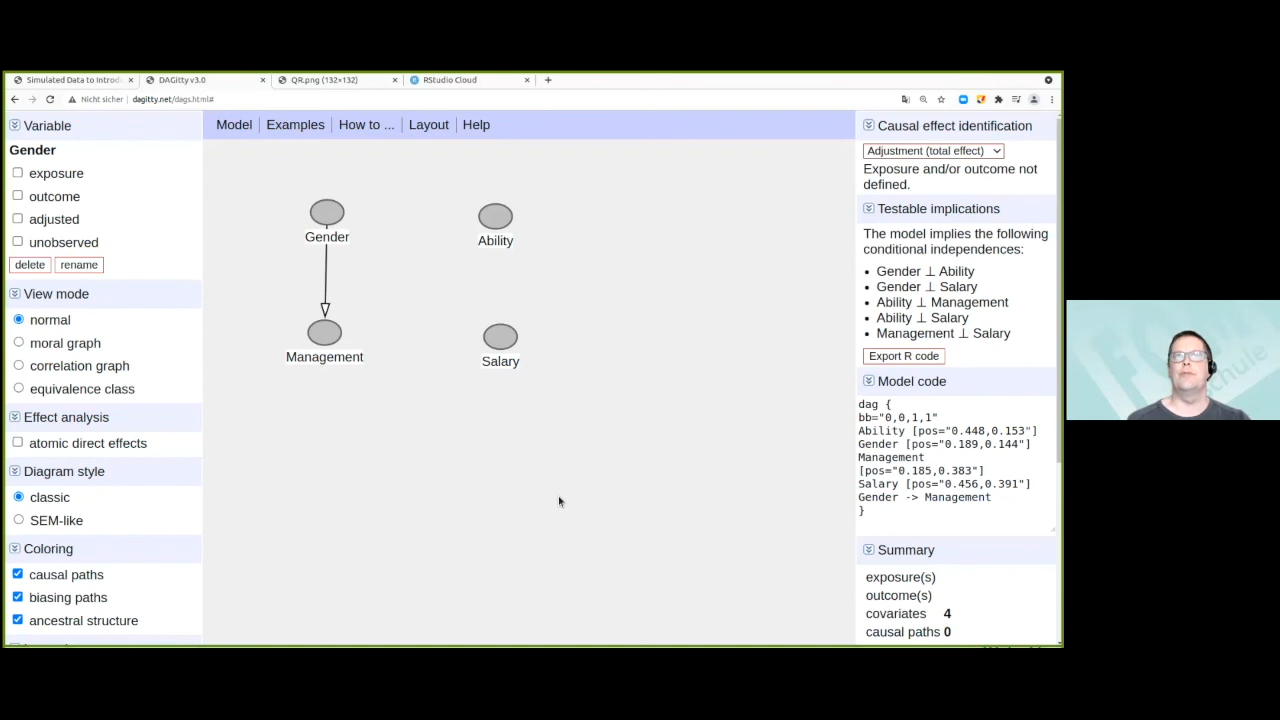 Simulated Data to Introd
DAGitty v3.0
QR.png (132×132)
RStudio Cloud
Nicht sicher
dagitty.net/dags.html#
Variable
Gender
exposure
outcome
adjusted
unobserved
delete
rename
View mode
normal
moral graph
correlation graph
equivalence class
Effect analysis
atomic direct effects
Diagram style
classic
SEM-like
Coloring
causal paths
biasing paths
ancestral structure
Model
Examples
How to ...
Layout
Help
Gender
Ability
Management
Salary
Causal effect identification
Adjustment (total effect)
Exposure and/or outcome not
defined.
Testable implications
The model implies the following
conditional independences:
• Gender ⊥ Ability
• Gender ⊥ Salary
• Ability ⊥ Management
• Ability ⊥ Salary
• Management ⊥ Salary
Export R code
Model code
dag {
bb="0,0,1,1"
Ability [pos="0.448,0.153"]
Gender [pos="0.189,0.144"]
Management
[pos="0.185,0.383"]
Salary [pos="0.456,0.391"]
Gender -> Management
}
Summary
exposure(s)
outcome(s)
covariates 4
causal paths 0